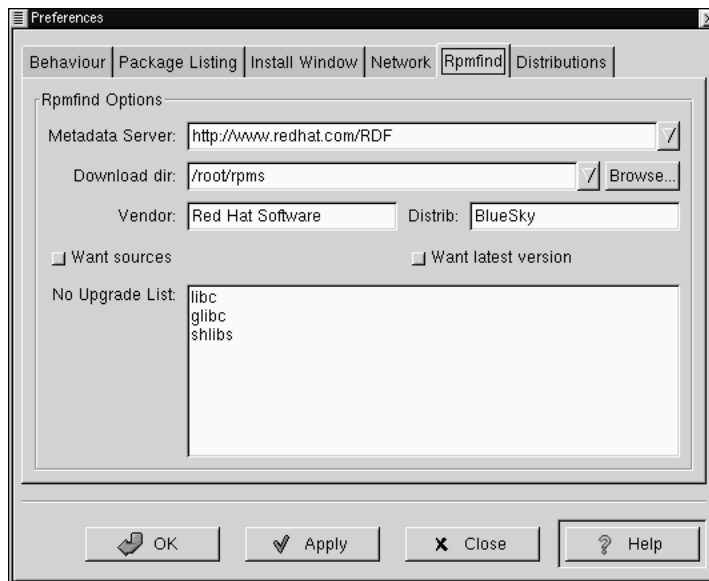 Preferences
Behaviour Package Listing Install Window Network Rpmfind Distributions
Rpmfind Options
Metadata Server: http://www.redhat.com/RDF
Download dir: /root/rpms Browse...
Vendor: Red Hat Software Distrib: BlueSky
Want sources Want latest version
No Upgrade List: libc
glibc
shlibs
OK Apply Close Help